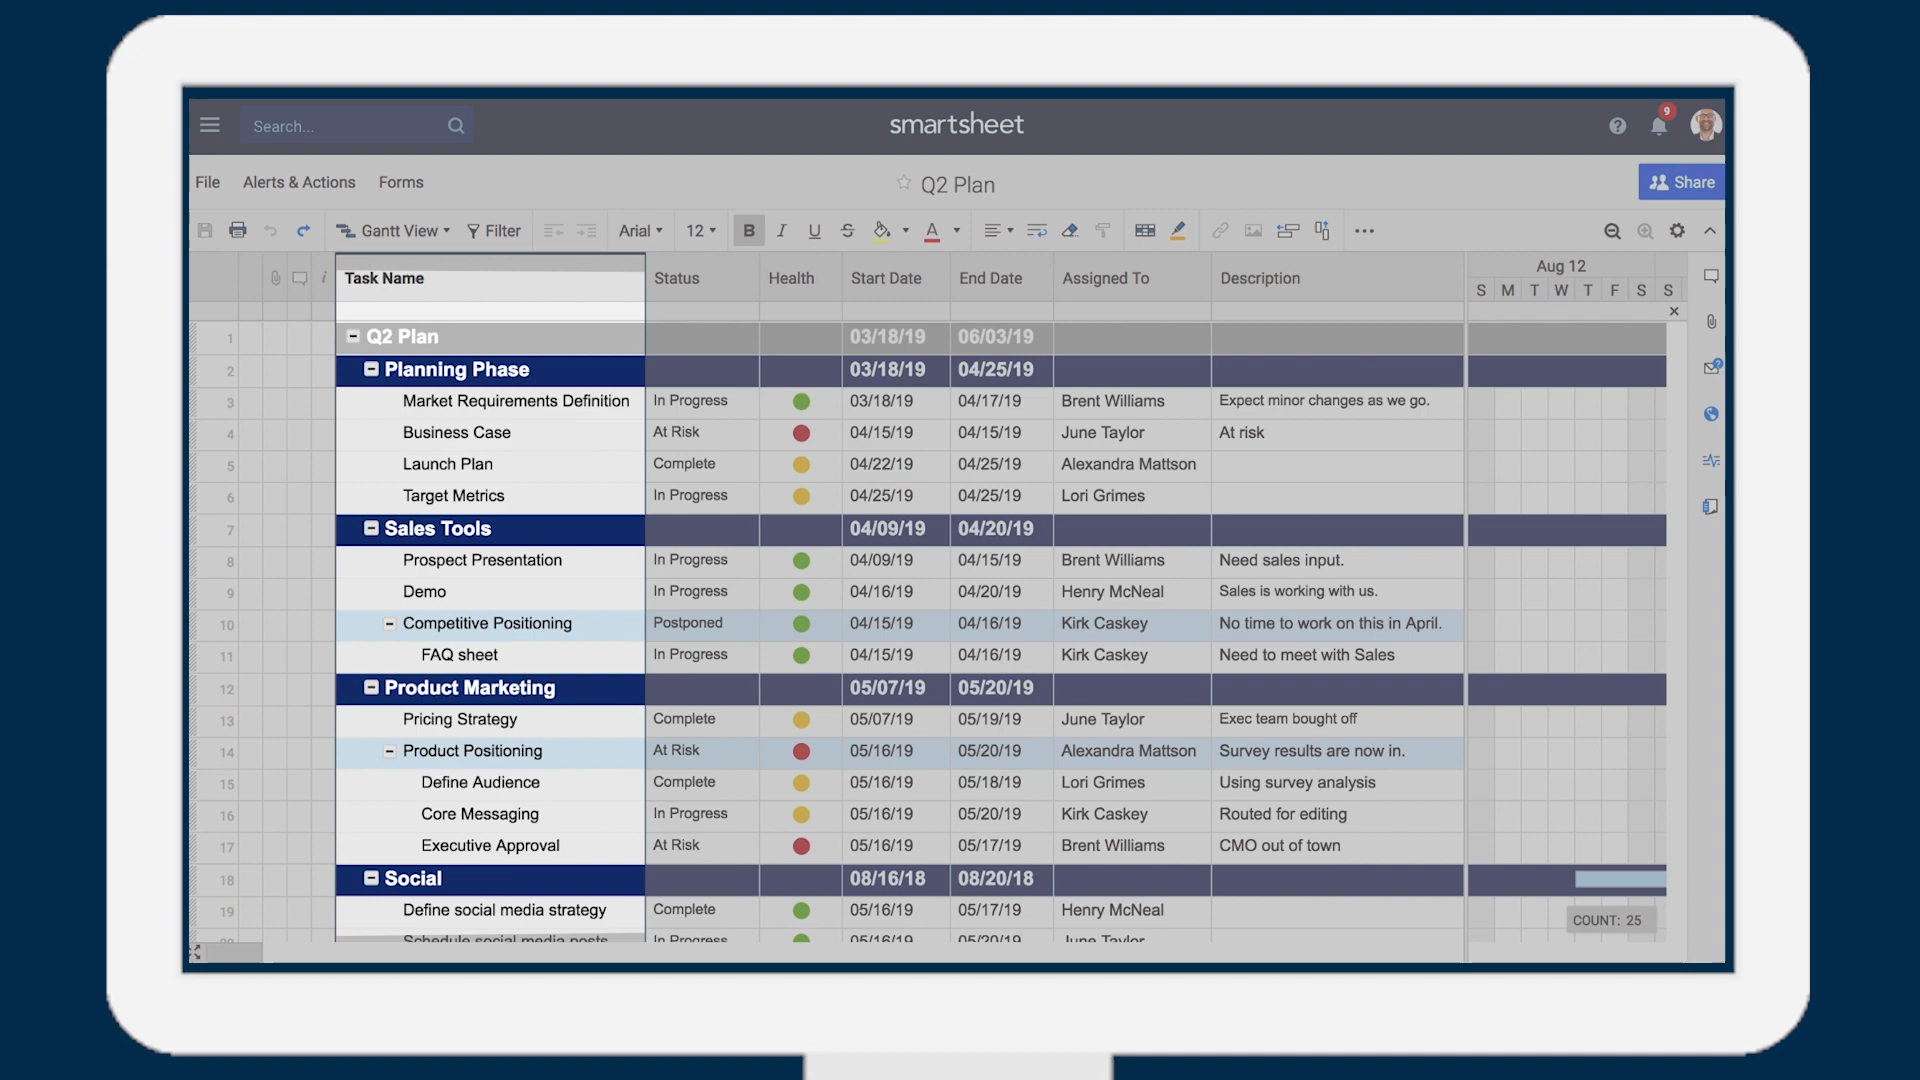 Search...
smartsheet
9
File Alerts & Actions Forms
Q2 Plan
Share
Gantt View Filter Arial 12 B I U S A
Task Name Status Health Start Date End Date Assigned To Description
Aug 12
S M T W T F S S
1 Q2 Plan 03/18/19 06/03/19
2 Planning Phase 03/18/19 04/25/19
3 Market Requirements Definition In Progress 03/18/19 04/17/19 Brent Williams Expect minor changes as we go.
4 Business Case At Risk 04/15/19 04/15/19 June Taylor At risk
5 Launch Plan Complete 04/22/19 04/25/19 Alexandra Mattson
6 Target Metrics In Progress 04/25/19 04/25/19 Lori Grimes
7 Sales Tools 04/09/19 04/20/19
8 Prospect Presentation In Progress 04/09/19 04/15/19 Brent Williams Need sales input.
9 Demo In Progress 04/16/19 04/20/19 Henry McNeal Sales is working with us.
10 Competitive Positioning Postponed 04/15/19 04/16/19 Kirk Caskey No time to work on this in April.
11 FAQ sheet In Progress 04/15/19 04/16/19 Kirk Caskey Need to meet with Sales
12 Product Marketing 05/07/19 05/20/19
13 Pricing Strategy Complete 05/07/19 05/19/19 June Taylor Exec team bought off
14 Product Positioning At Risk 05/16/19 05/20/19 Alexandra Mattson Survey results are now in.
15 Define Audience Complete 05/16/19 05/18/19 Lori Grimes Using survey analysis
16 Core Messaging In Progress 05/16/19 05/20/19 Kirk Caskey Routed for editing
17 Executive Approval At Risk 05/16/19 05/17/19 Brent Williams CMO out of town
18 Social 08/16/18 08/20/18
19 Define social media strategy Complete 05/16/19 05/17/19 Henry McNeal
20 Schedule social media posts In Progress 05/16/19 05/20/19 June Taylor
COUNT: 25